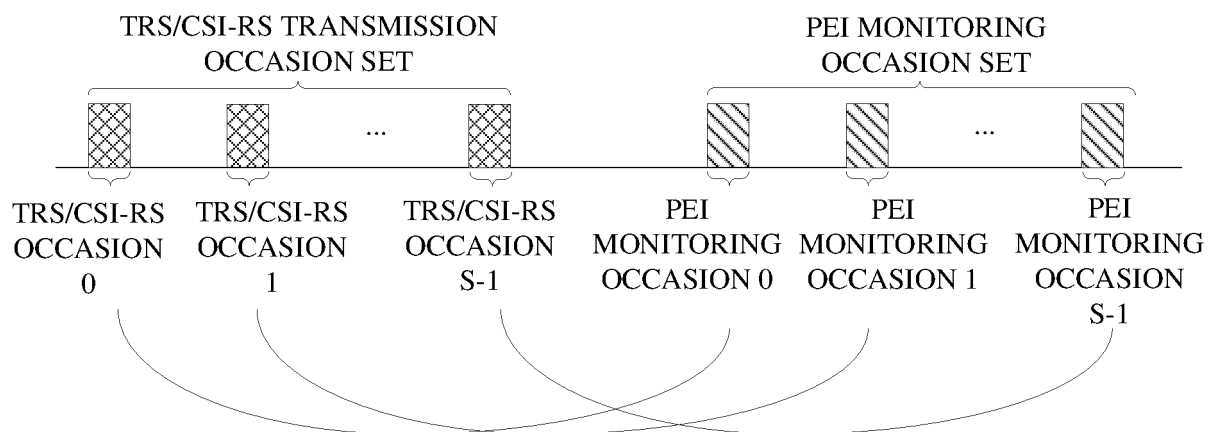 TRS/CSI-RS TRANSMISSION
OCCASION SET
PEI MONITORING
OCCASION SET
...
...
TRS/CSI-RS
OCCASION
0
TRS/CSI-RS
OCCASION
1
TRS/CSI-RS
OCCASION
S-1
PEI
MONITORING
OCCASION 0
PEI
MONITORING
OCCASION 1
PEI
MONITORING
OCCASION
S-1